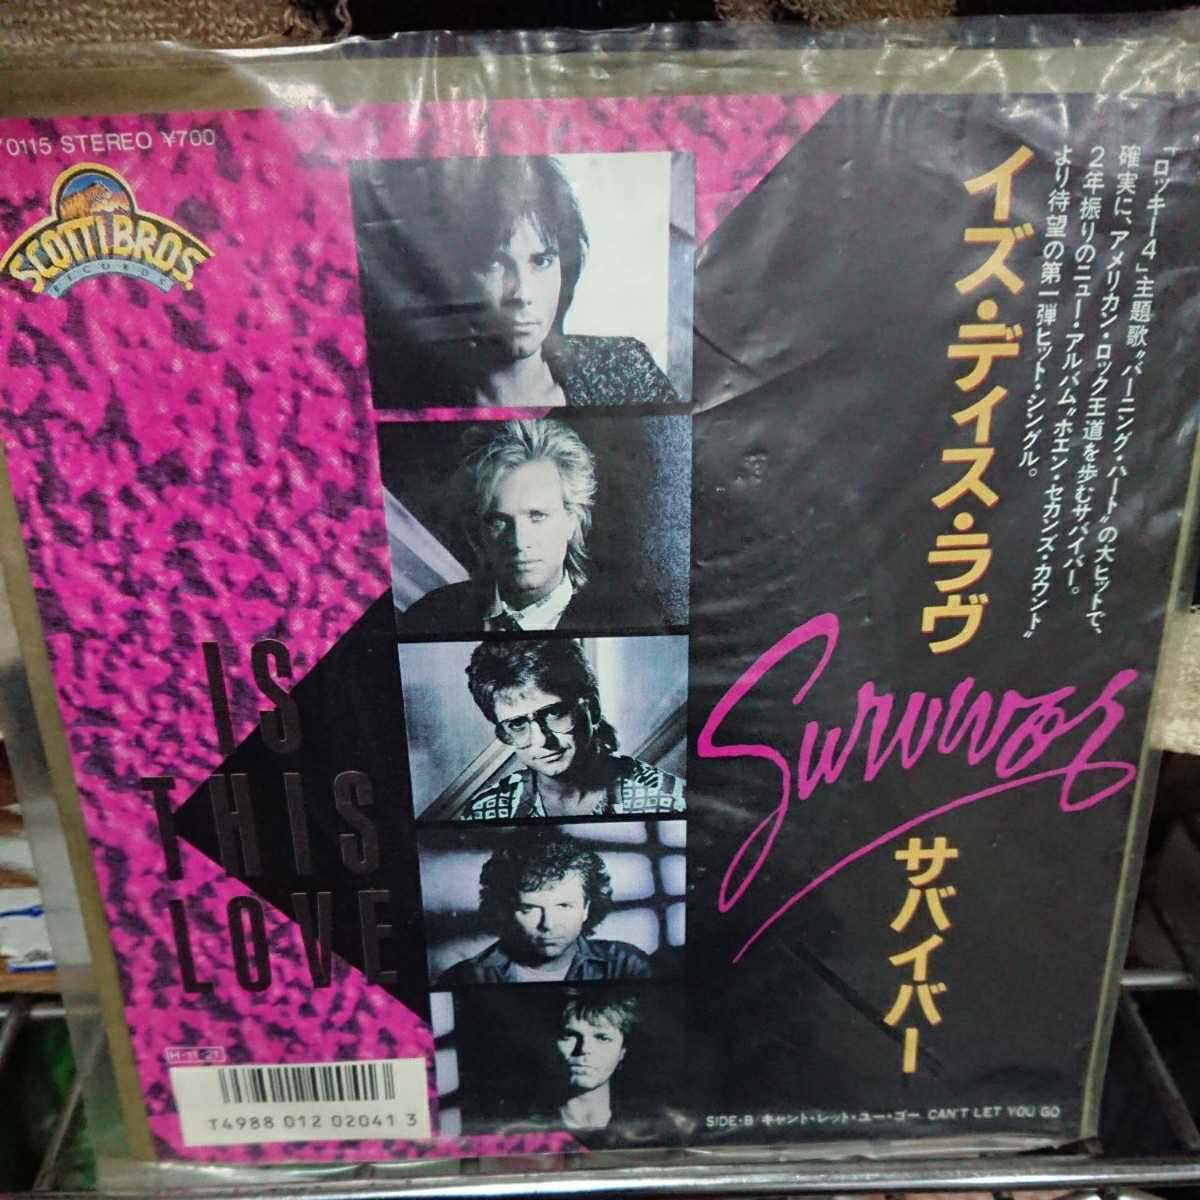 70115 STEREO ¥700
SCOTTI BROS.
RECORDS
「ロッキー4」主題歌〝バーニング・ハート〟の大ヒットで、
確実に、アメリカン・ロック王道を歩むサバイバー。
2年振りのニュー・アルバム〝ホエン・セカンズ・カウント〟
より待望の第一弾ヒット・シングル。
イズ・ディス・ラヴ
Survivor
サバイバー
IS
THIS
LOVE
H-11-21
T4988 012 02041 3
SIDE・B/キャント・レット・ユー・ゴー CAN'T LET YOU GO